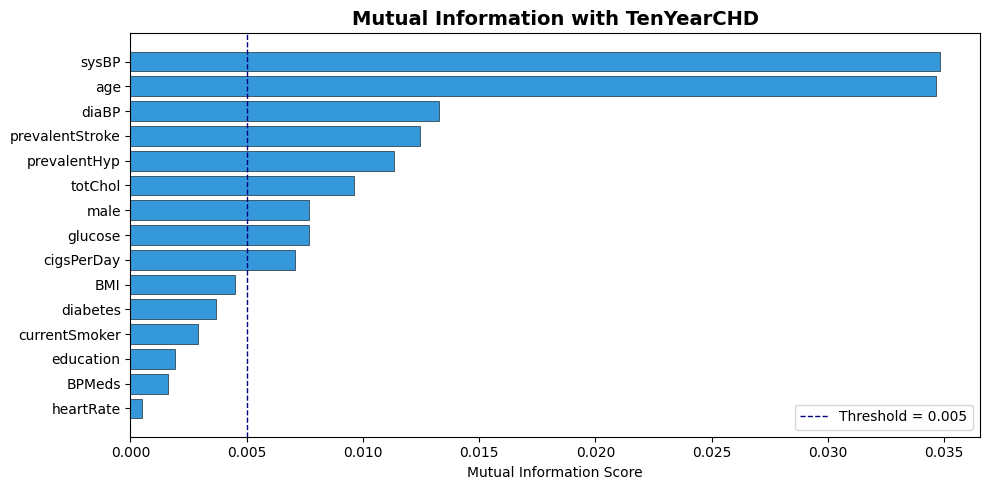 Mutual Information with TenYearCHD
sysBP
age
diaBP
prevalentStroke
prevalentHyp
totChol
male
glucose
cigsPerDay
BMI
diabetes
currentSmoker
education
BPMeds
heartRate
Threshold = 0.005
0.000 0.005 0.010 0.015 0.020 0.025 0.030 0.035
Mutual Information Score